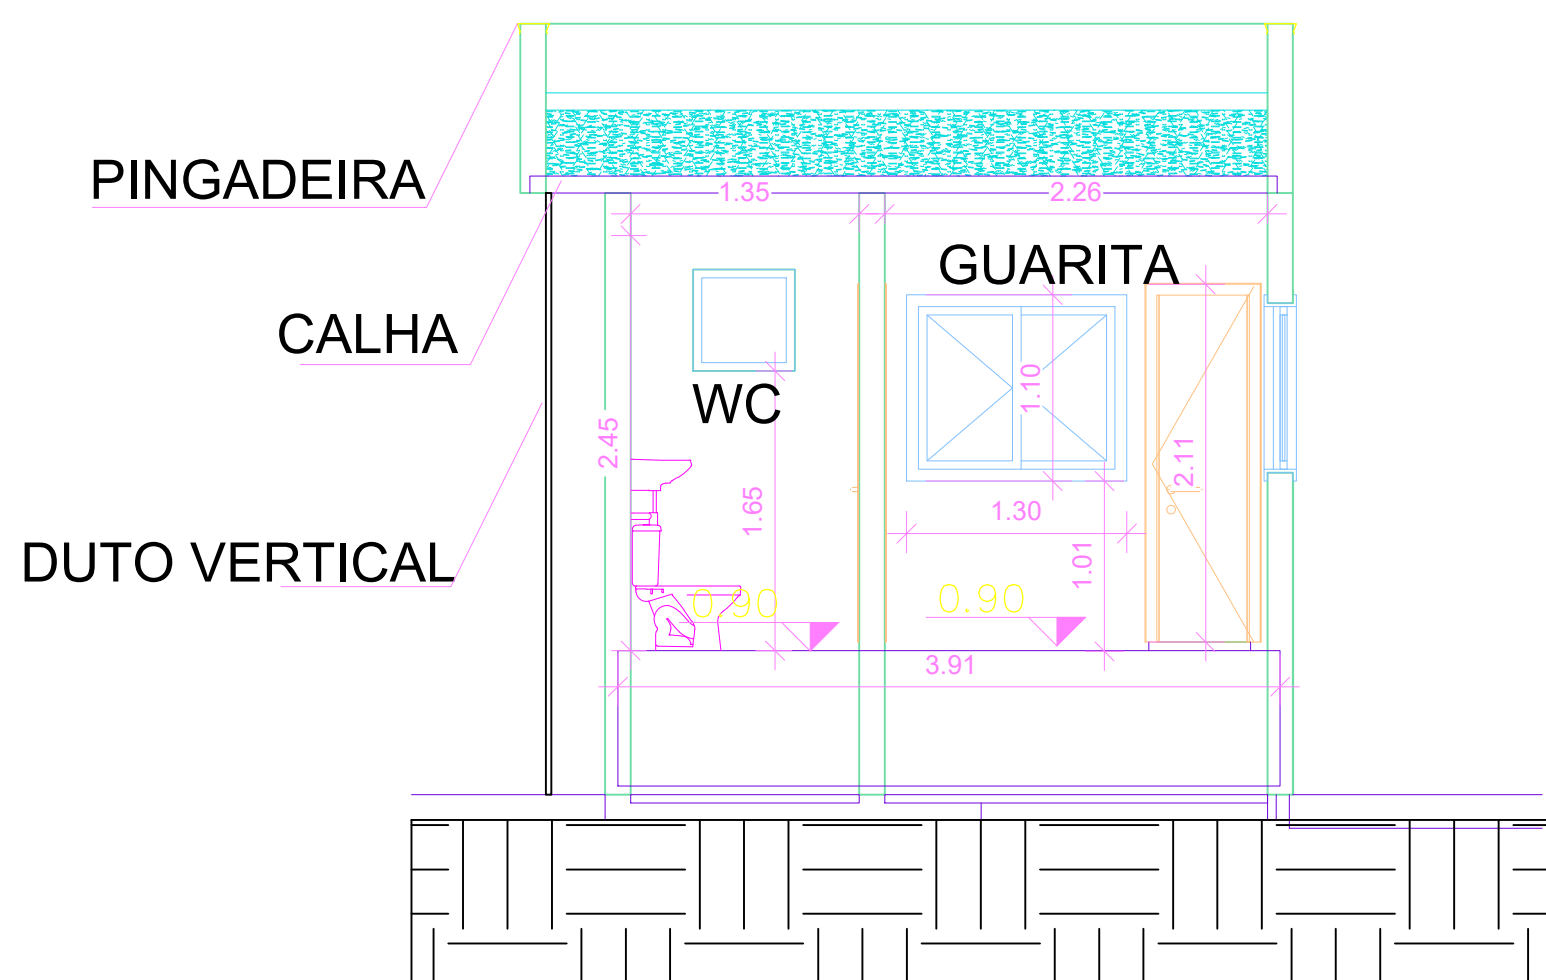 PINGADEIRA
1.35
2.26
GUARITA
CALHA
WC
1.10
2.45
2.11
1.65
1.30
DUTO VERTICAL
1.01
0.90
0.90
3.91